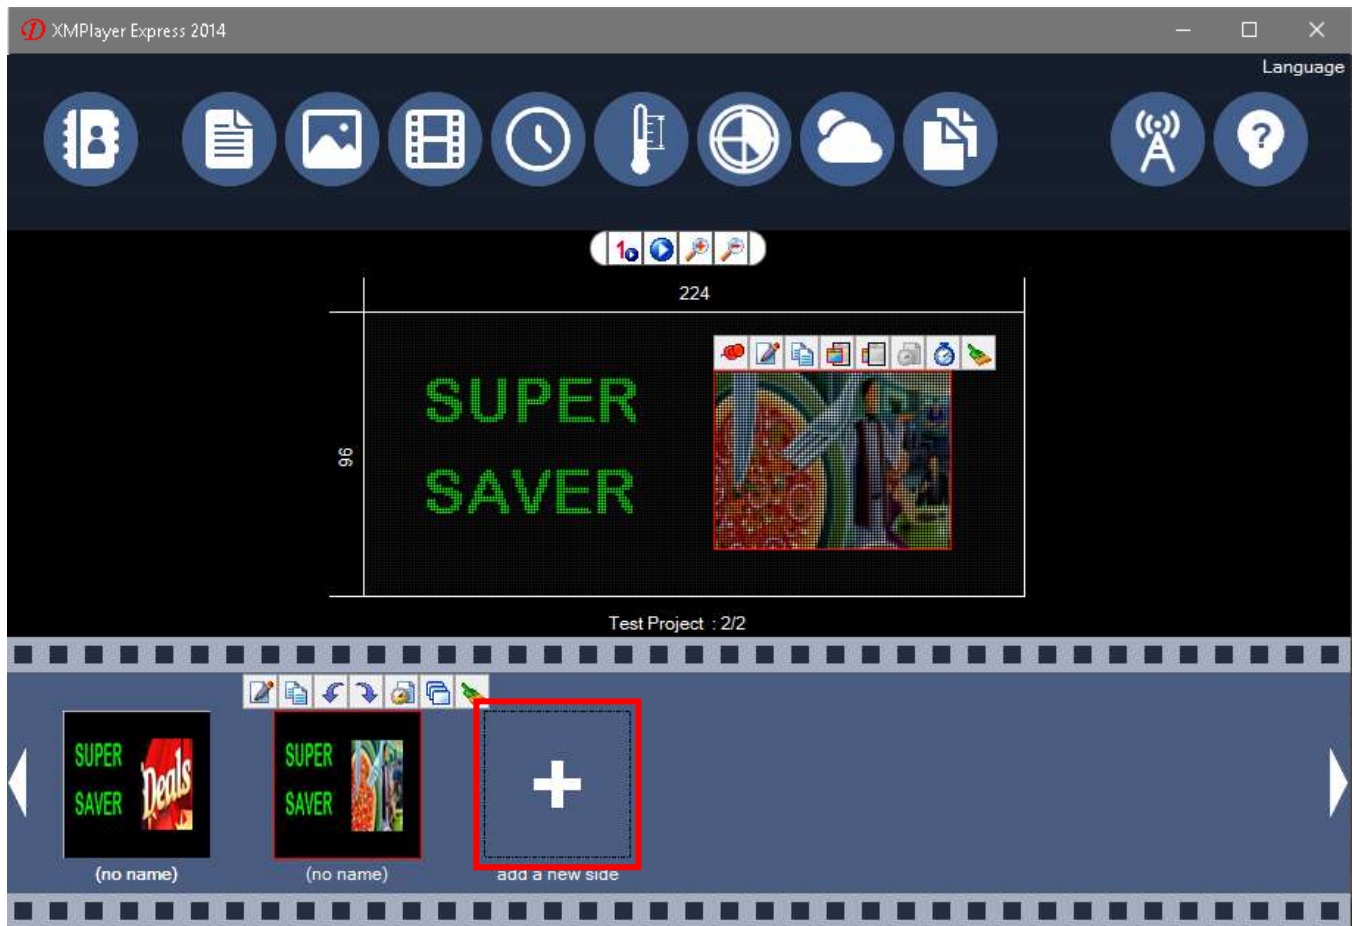 XMPlayer Express 2014
Language
?
1
224
96
SUPER
SAVER
Test Project : 2/2
SUPER
SAVER
Deals
SUPER
SAVER
(no name)
(no name)
add a new side